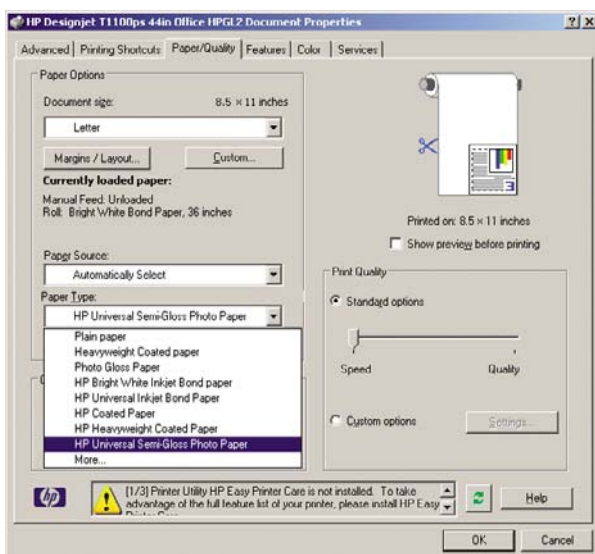 HP Designjet T1100ps 44in Office HPGL2 Document Properties
Advanced Printing Shortcuts Paper/Quality Features Color Services
Paper Options
Document size: 8.5 × 11 inches
Letter
Margins / Layout... Custom...
Currently loaded paper:
Manual Feed: Unloaded
Roll: Bright White Bond Paper, 36 inches
Paper Source:
Automatically Select
Paper Type:
HP Universal Semi-Gloss Photo Paper
Plain paper
Heavyweight Coated paper
Photo Gloss Paper
HP Bright White Inkjet Bond paper
HP Universal Inkjet Bond Paper
HP Coated Paper
HP Heavyweight Coated Paper
HP Universal Semi-Gloss Photo Paper
More...
3
Printed on: 8.5 × 11 inches
Show preview before printing
Print Quality
Standard options
Speed Quality
Custom options Settings...
hp
[1/3] Printer Utility HP Easy Printer Care is not installed. To take
advantage of the full feature list of your printer, please install HP Easy
Help
OK Cancel